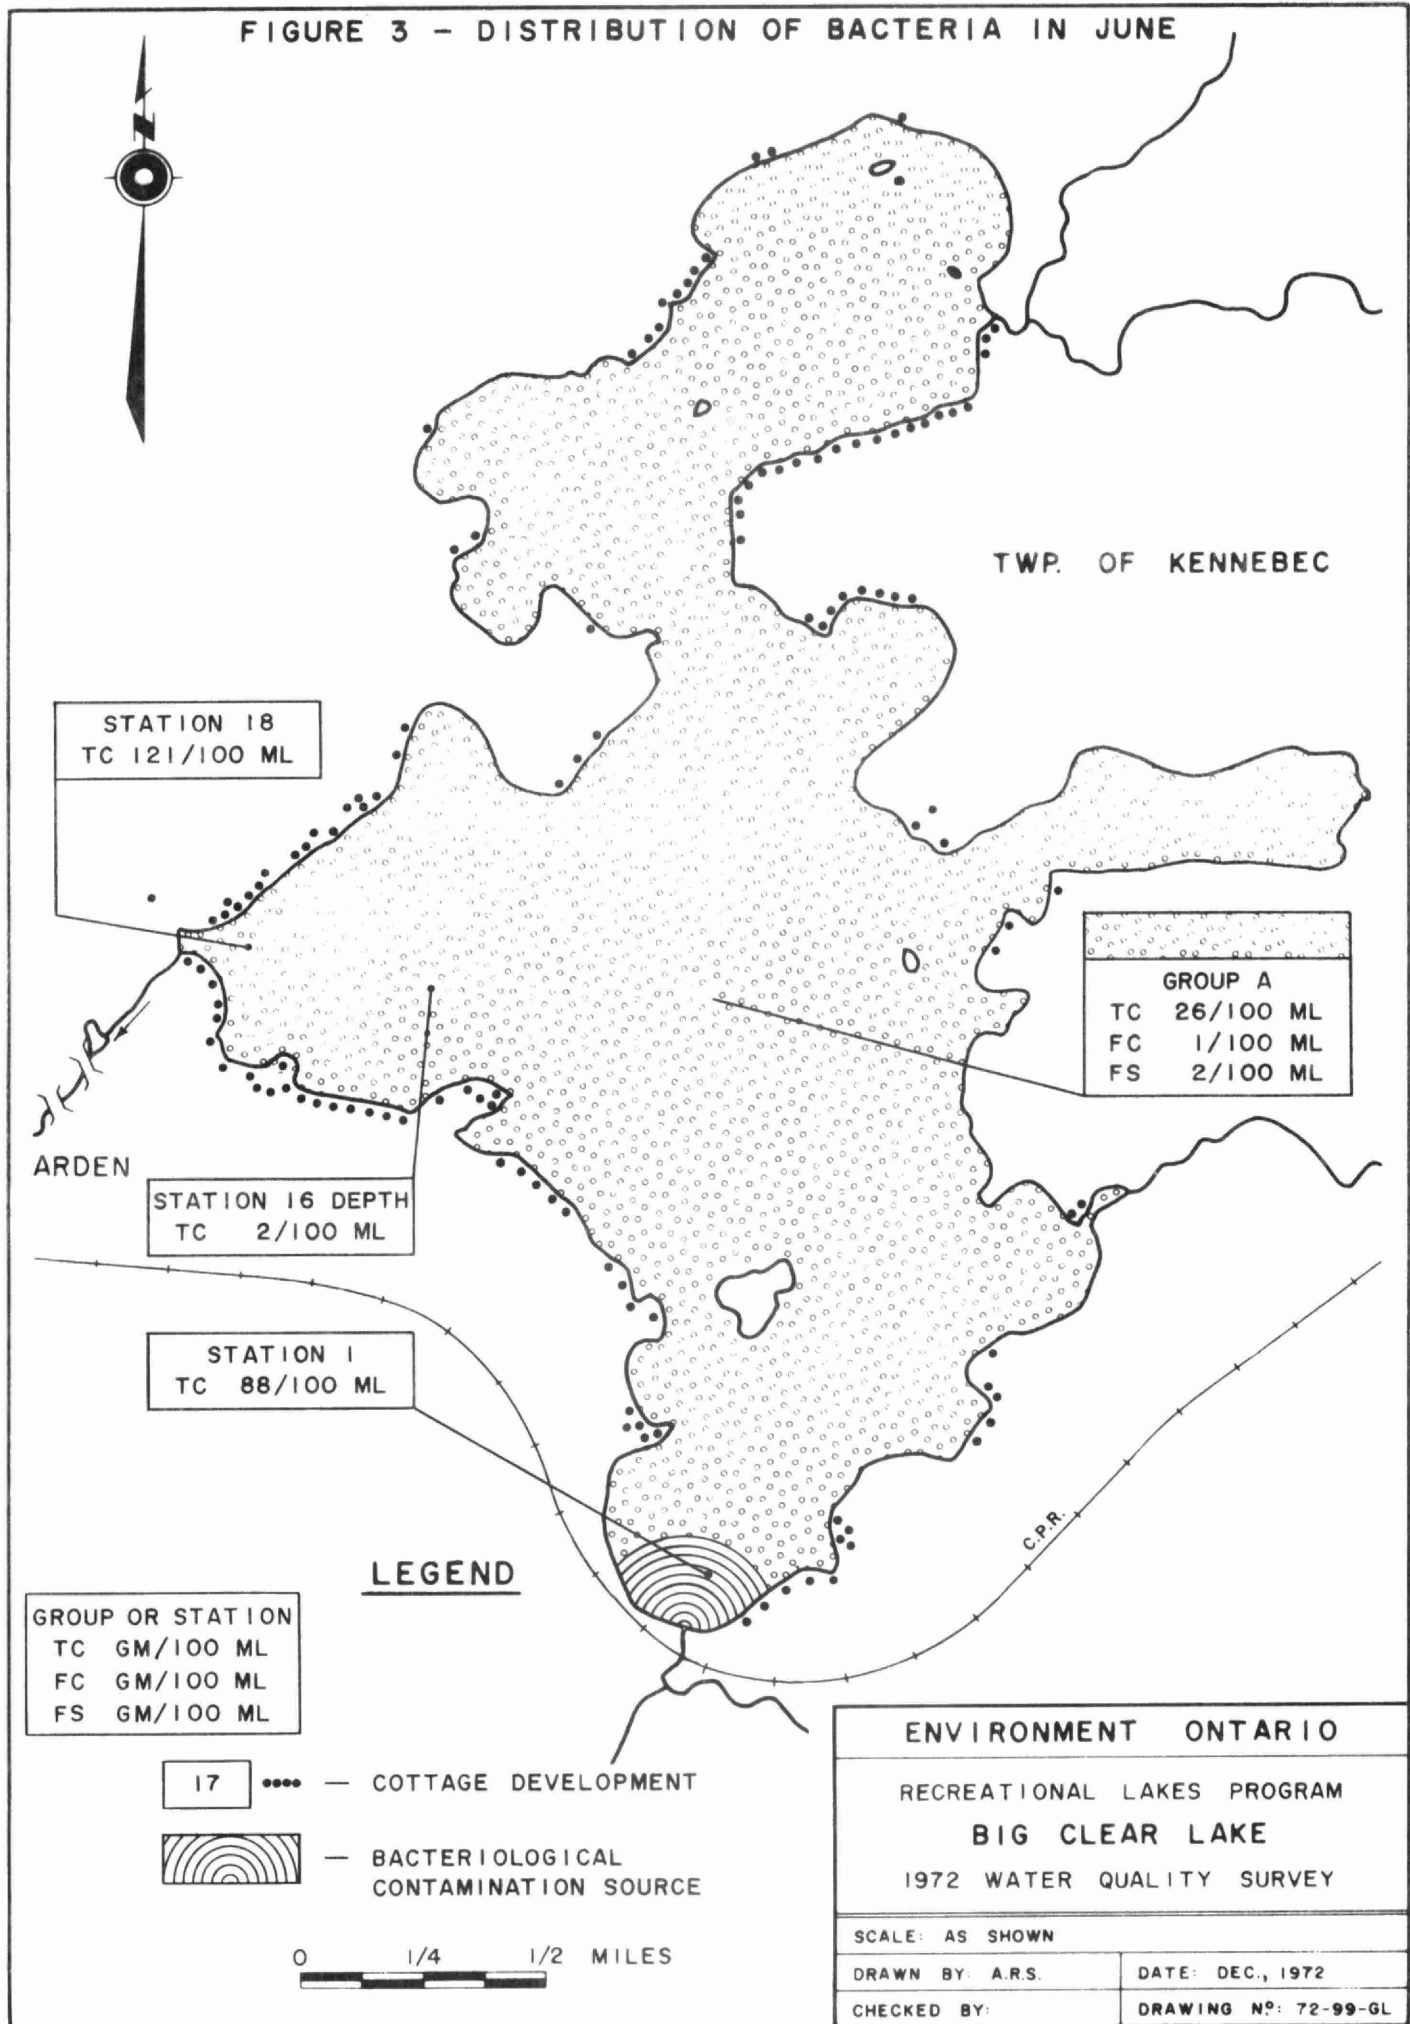 FIGURE 3 - DISTRIBUTION OF BACTERIA IN JUNE
N
TWP. OF KENNEBEC
STATION 18
TC 121/100 ML
GROUP A
TC 26/100 ML
FC 1/100 ML
FS 2/100 ML
ARDEN
STATION 16 DEPTH
TC 2/100 ML
STATION 1
TC 88/100 ML
C.P.R.
LEGEND
GROUP OR STATION
TC GM/100 ML
FC GM/100 ML
FS GM/100 ML
17 — COTTAGE DEVELOPMENT
— BACTERIOLOGICAL
CONTAMINATION SOURCE
0 1/4 1/2 MILES
ENVIRONMENT ONTARIO
RECREATIONAL LAKES PROGRAM
BIG CLEAR LAKE
1972 WATER QUALITY SURVEY
SCALE: AS SHOWN
DRAWN BY: A.R.S.
DATE: DEC., 1972
CHECKED BY:
DRAWING Nº: 72-99-GL